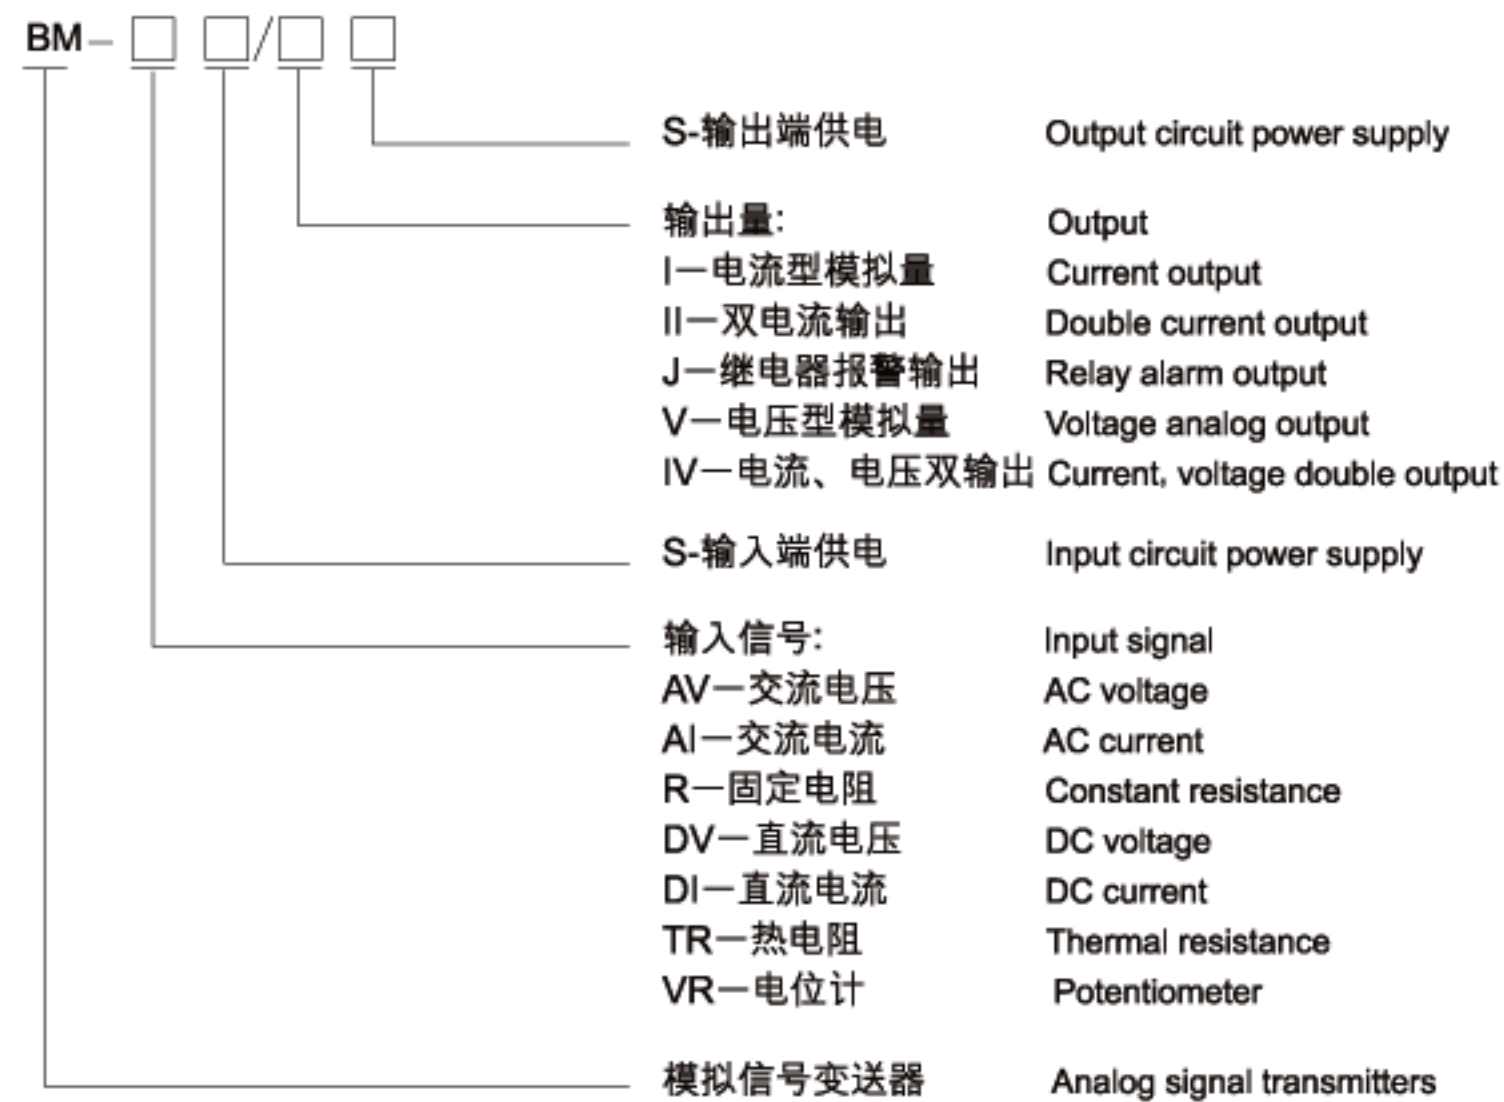 BM-□ □/□ □
S-输出端供电 Output circuit power supply
输出量: Output
I—电流型模拟量 Current output
II—双电流输出 Double current output
J—继电器报警输出 Relay alarm output
V—电压型模拟量 Voltage analog output
IV—电流、电压双输出 Current, voltage double output
S-输入端供电 Input circuit power supply
输入信号: Input signal
AV—交流电压 AC voltage
AI—交流电流 AC current
R—固定电阻 Constant resistance
DV—直流电压 DC voltage
DI—直流电流 DC current
TR—热电阻 Thermal resistance
VR—电位计 Potentiometer
模拟信号变送器 Analog signal transmitters